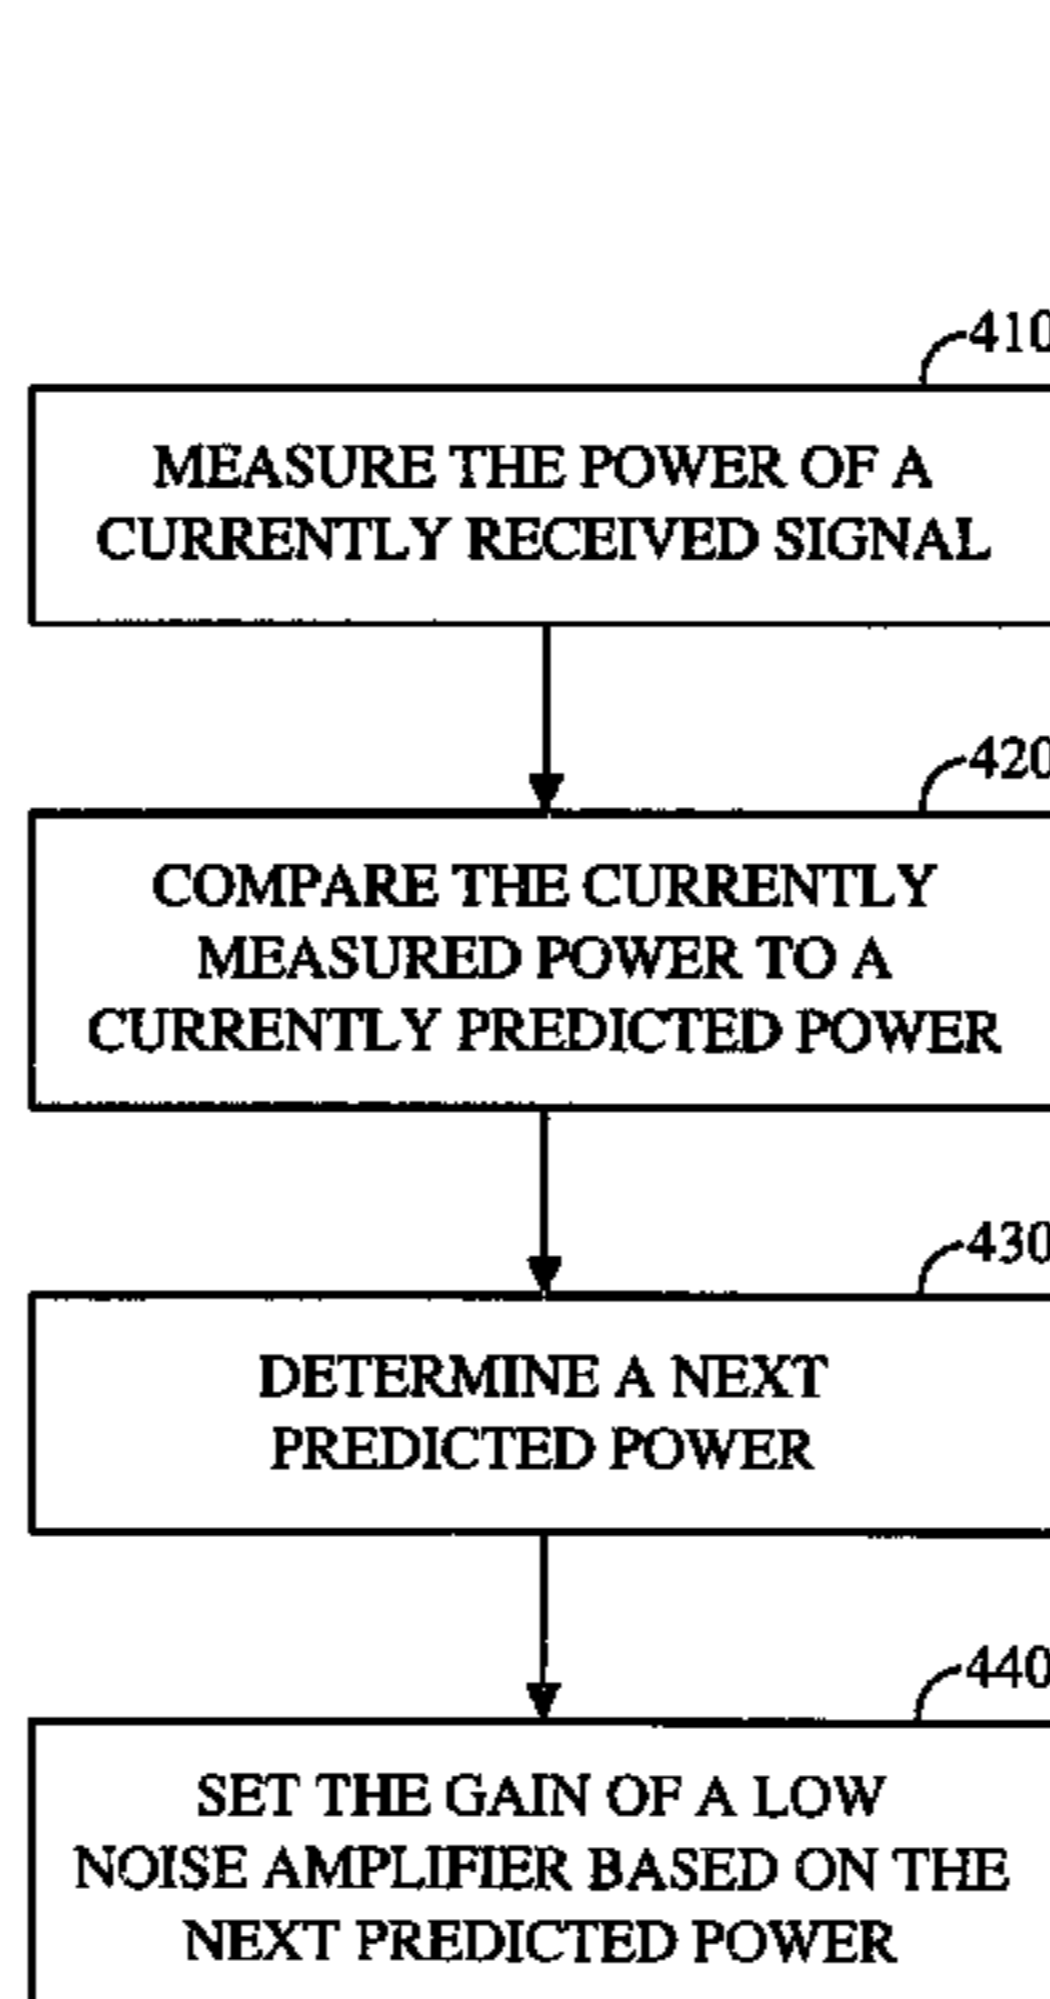 410
MEASURE THE POWER OF A
CURRENTLY RECEIVED SIGNAL
420
COMPARE THE CURRENTLY
MEASURED POWER TO A
CURRENTLY PREDICTED POWER
430
DETERMINE A NEXT
PREDICTED POWER
440
SET THE GAIN OF A LOW
NOISE AMPLIFIER BASED ON THE
NEXT PREDICTED POWER